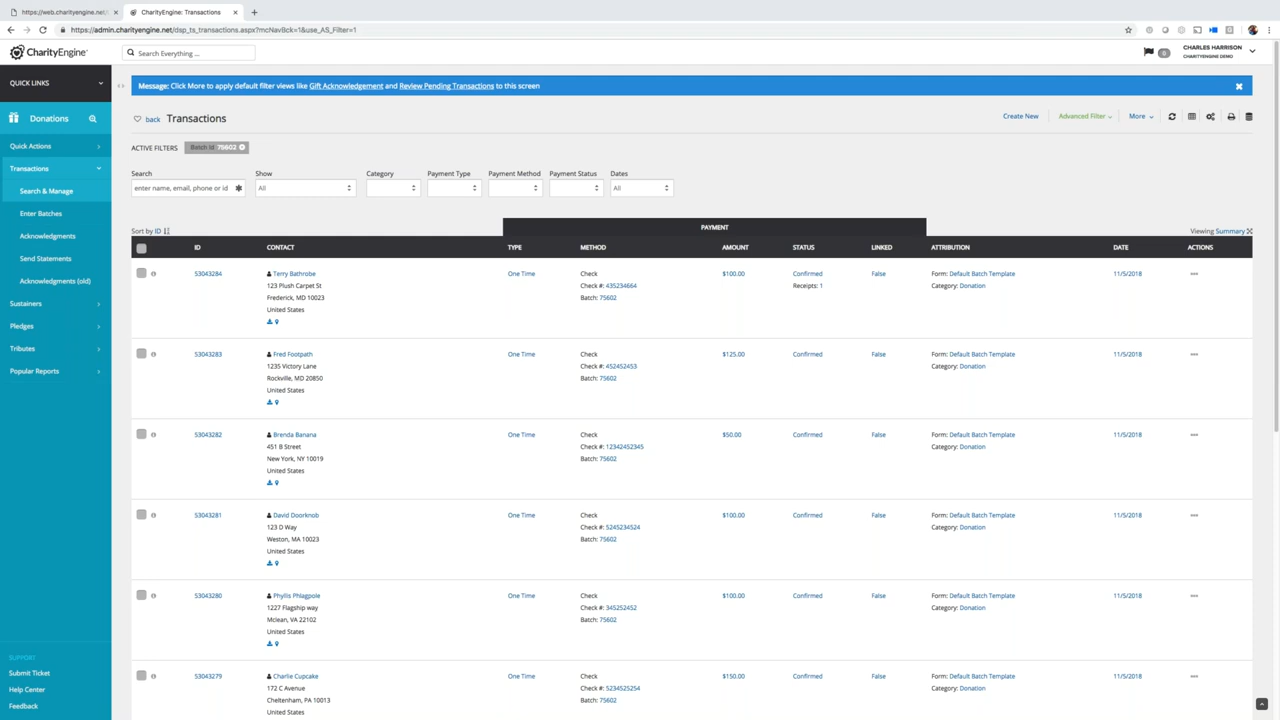 https://web.charityengine.net/
CharityEngine: Transactions
https://admin.charityengine.net/dsp_ts_transactions.aspx?mcNavBck=1&use_AS_Filter=1
CharityEngine
Search Everything ...
0
CHARLES HARRISON
CHARITYENGINE DEMO
QUICK LINKS
Donations
Quick Actions
Transactions
Search & Manage
Enter Batches
Acknowledgments
Send Statements
Acknowledgments (old)
Sustainers
Pledges
Tributes
Popular Reports
SUPPORT
Submit Ticket
Help Center
Feedback
Message: Click More to apply default filter views like Gift Acknowledgement and Review Pending Transactions to this screen
back Transactions
Create New Advanced Filter More
ACTIVE FILTERS Batch Id 75602
Search Show Category Payment Type Payment Method Payment Status Dates
enter name, email, phone or id All All
Sort by ID
PAYMENT
Viewing Summary
ID CONTACT TYPE METHOD AMOUNT STATUS LINKED ATTRIBUTION DATE ACTIONS
53043284 Terry Bathrobe One Time Check $100.00 Confirmed False Form: Default Batch Template 11/5/2018
123 Plush Carpet St Check #: 435234664 Receipts: 1 Category: Donation
Frederick, MD 10023 Batch: 75602
United States
53043283 Fred Footpath One Time Check $125.00 Confirmed False Form: Default Batch Template 11/5/2018
1235 Victory Lane Check #: 452452453 Category: Donation
Rockville, MD 20850 Batch: 75602
United States
53043282 Brenda Banana One Time Check $50.00 Confirmed False Form: Default Batch Template 11/5/2018
451 B Street Check #: 12342452345 Category: Donation
New York, NY 10019 Batch: 75602
United States
53043281 David Doorknob One Time Check $100.00 Confirmed False Form: Default Batch Template 11/5/2018
123 D Way Check #: 5245234524 Category: Donation
Weston, MA 10023 Batch: 75602
United States
53043280 Phyllis Phlagpole One Time Check $100.00 Confirmed False Form: Default Batch Template 11/5/2018
1227 Flagship way Check #: 345252452 Category: Donation
Mclean, VA 22102 Batch: 75602
United States
53043279 Charlie Cupcake One Time Check $150.00 Confirmed False Form: Default Batch Template 11/5/2018
172 C Avenue Check #: 5234525254 Category: Donation
Cheltenham, PA 10013 Batch: 75602
United States